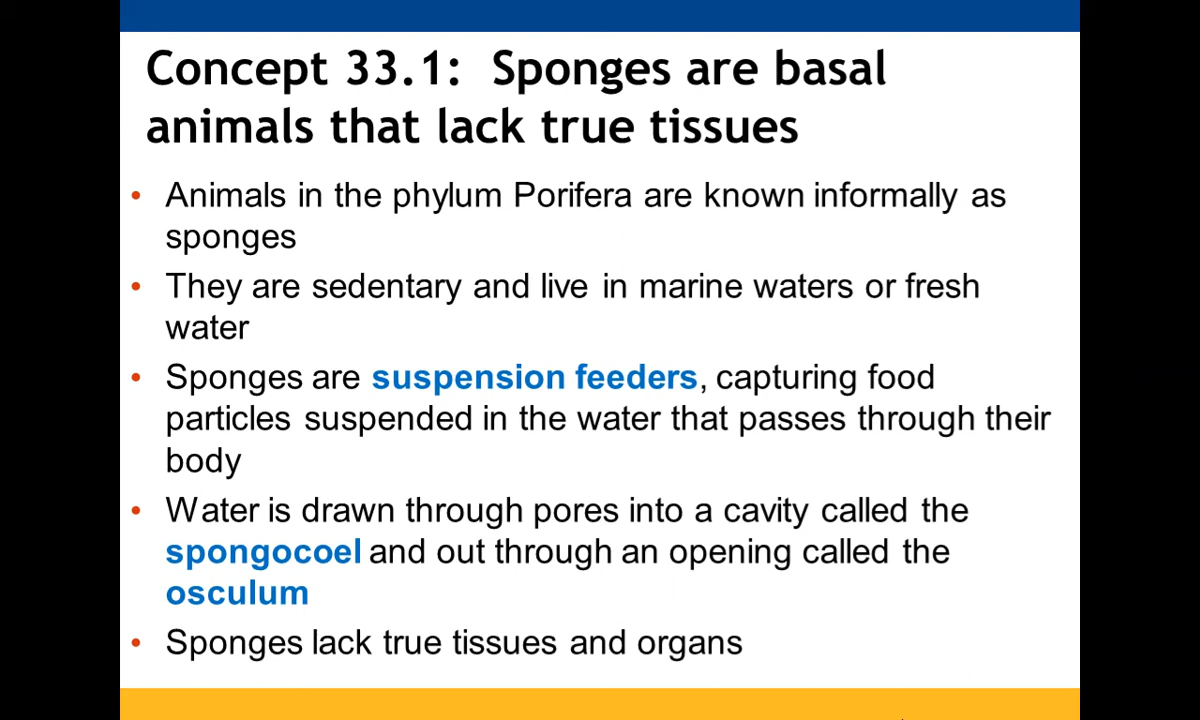 Concept 33.1: Sponges are basal
animals that lack true tissues
• Animals in the phylum Porifera are known informally as
sponges
• They are sedentary and live in marine waters or fresh
water
• Sponges are suspension feeders, capturing food
particles suspended in the water that passes through their
body
• Water is drawn through pores into a cavity called the
spongocoel and out through an opening called the
osculum
• Sponges lack true tissues and organs